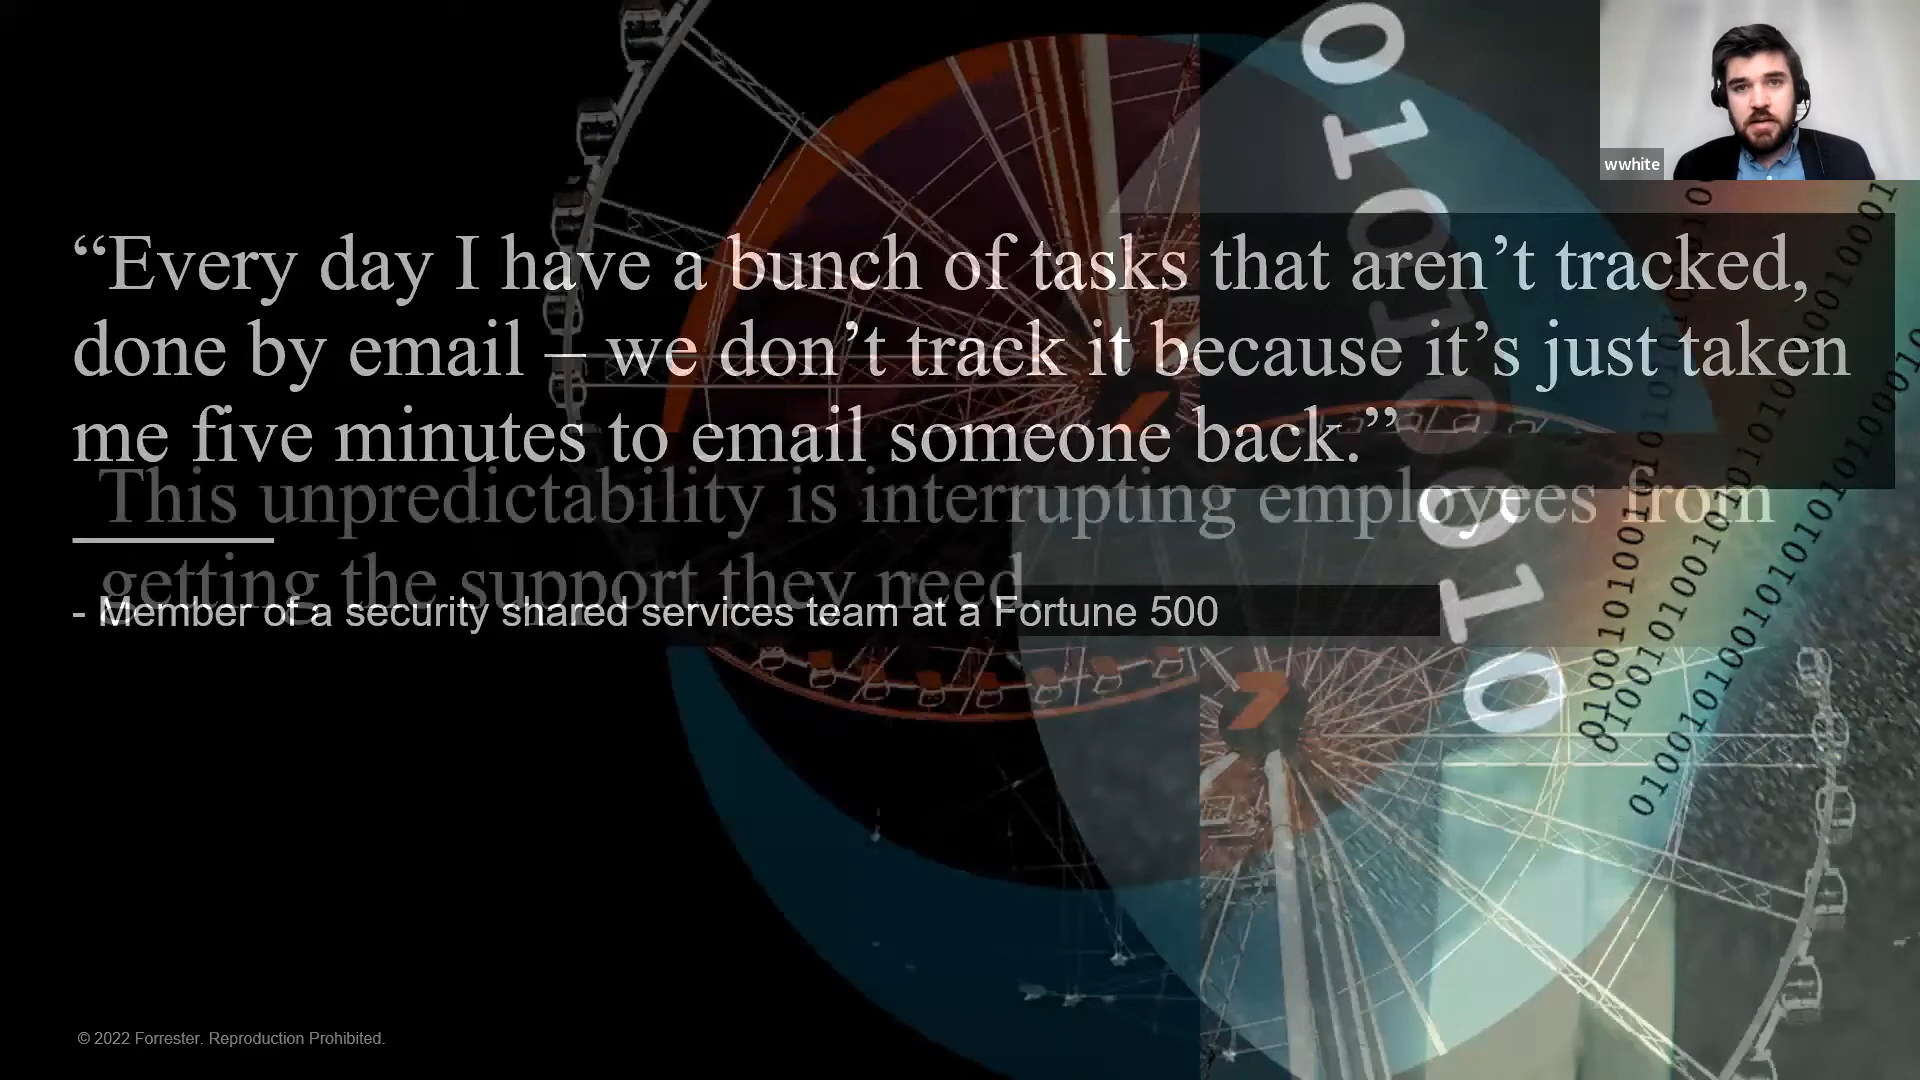 wwhite
“Every day I have a bunch of tasks that aren’t tracked,
done by email – we don’t track it because it’s just taken
me five minutes to email someone back.”
This unpredictability is interrupting employees from
getting the support they need.
- Member of a security shared services team at a Fortune 500
© 2022 Forrester. Reproduction Prohibited.